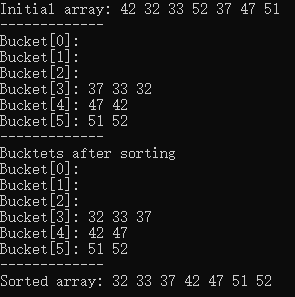 Initial array: 42 32 33 52 37 47 51
-------------
Bucket[0]:
Bucket[1]:
Bucket[2]:
Bucket[3]: 37 33 32
Bucket[4]: 47 42
Bucket[5]: 51 52
-------------
Bucktets after sorting
Bucket[0]:
Bucket[1]:
Bucket[2]:
Bucket[3]: 32 33 37
Bucket[4]: 42 47
Bucket[5]: 51 52
-------------
Sorted array: 32 33 37 42 47 51 52